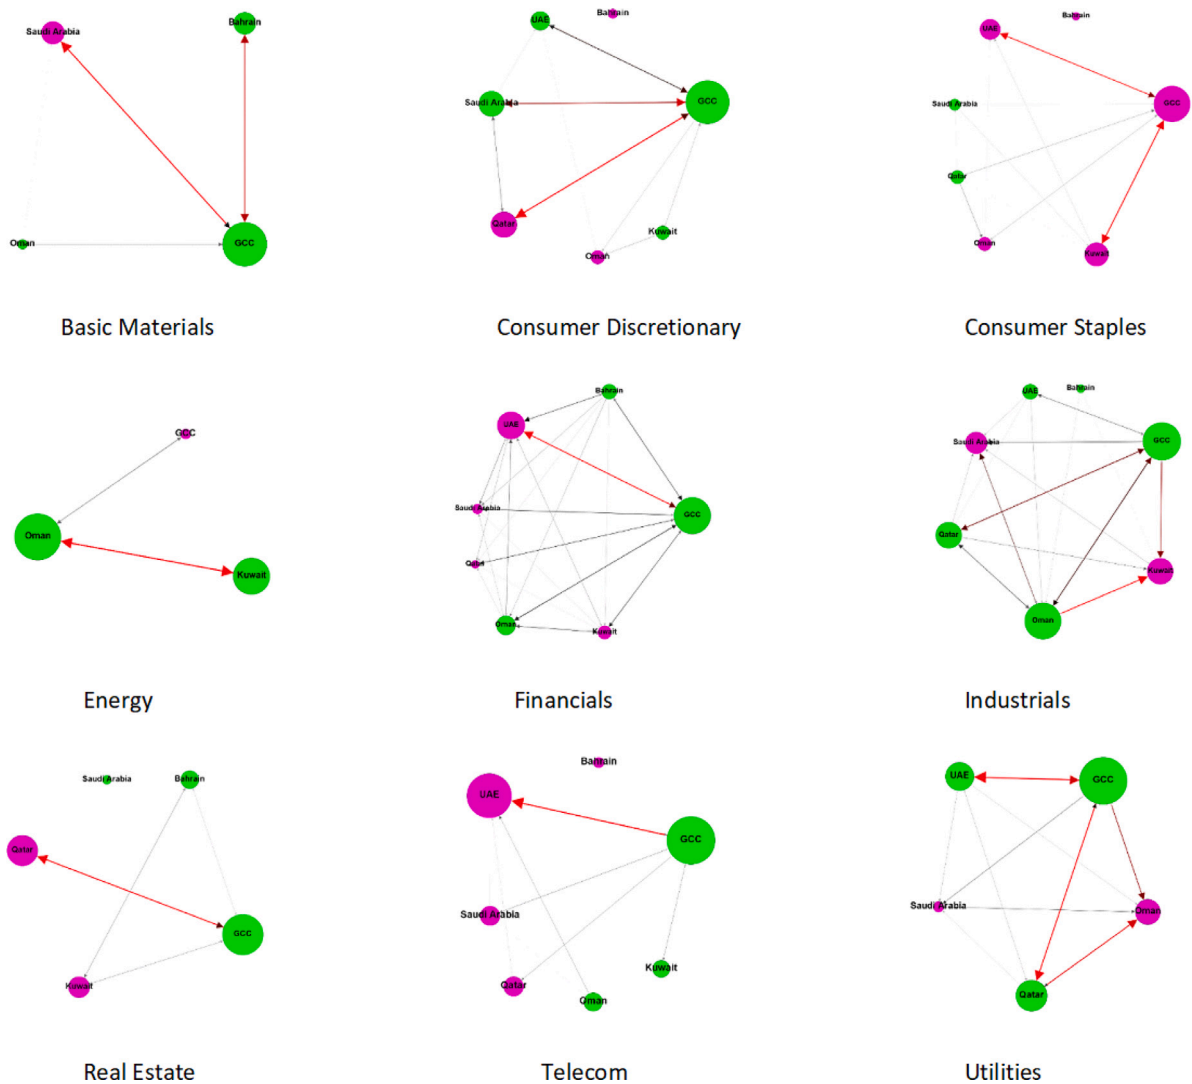 Saudi Arabia
Bahrain
Oman
GCC
Basic Materials
UAE
Bahrain
Saudi Arabia
GCC
Qatar
Kuwait
Oman
Consumer Discretionary
UAE
Bahrain
Saudi Arabia
GCC
Qatar
Oman
Kuwait
Consumer Staples
GCC
Oman
Kuwait
Energy
Bahrain
UAE
Saudi Arabia
GCC
Qatar
Oman
Kuwait
Financials
UAE
Bahrain
Saudi Arabia
GCC
Qatar
Kuwait
Oman
Industrials
Saudi Arabia
Bahrain
Qatar
GCC
Kuwait
Real Estate
Bahrain
UAE
GCC
Saudi Arabia
Kuwait
Qatar
Oman
Telecom
UAE
GCC
Saudi Arabia
Oman
Qatar
Utilities